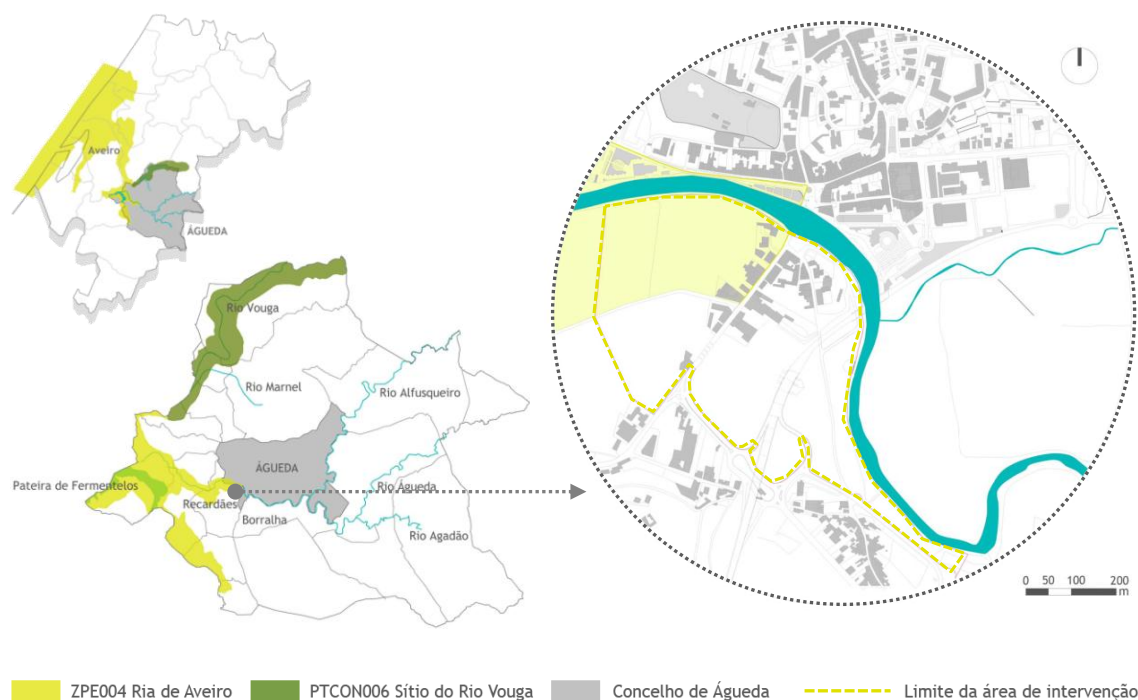 Aveiro
ÁGUEDA
Rio Vouga
Rio Marnel
Rio Alfusqueiro
ÁGUEDA
Pateira de Fermentelos
Rio Águeda
Recardães
Borralha
Rio Agadão
0 50 100 200
m
ZPE004 Ria de Aveiro PTCON006 Sítio do Rio Vouga Concelho de Águeda Limite da área de intervenção